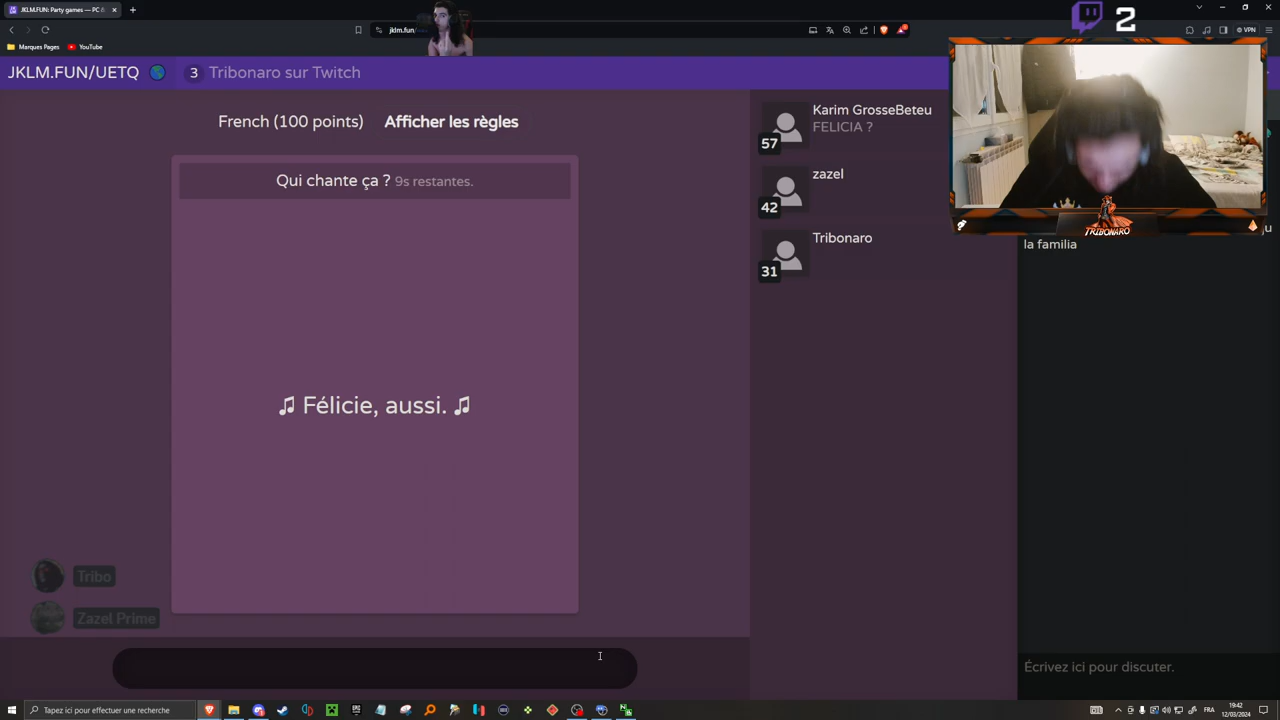 JKLM.FUN: Party games — PC &
jklm.fun/
VPN
Marques Pages
YouTube
2
JKLM.FUN/UETQ
3
Tribonaro sur Twitch
French (100 points)
Afficher les règles
Qui chante ça ? 9s restantes.
♫ Félicie, aussi. ♫
Karim GrosseBeteu
FELICIA ?
57
zazel
42
Tribonaro
31
TRIBONARO
u
la familia
Tribo
Zazel Prime
Écrivez ici pour discuter.
Tapez ici pour effectuer une recherche
FRA
19:42
12/03/2024